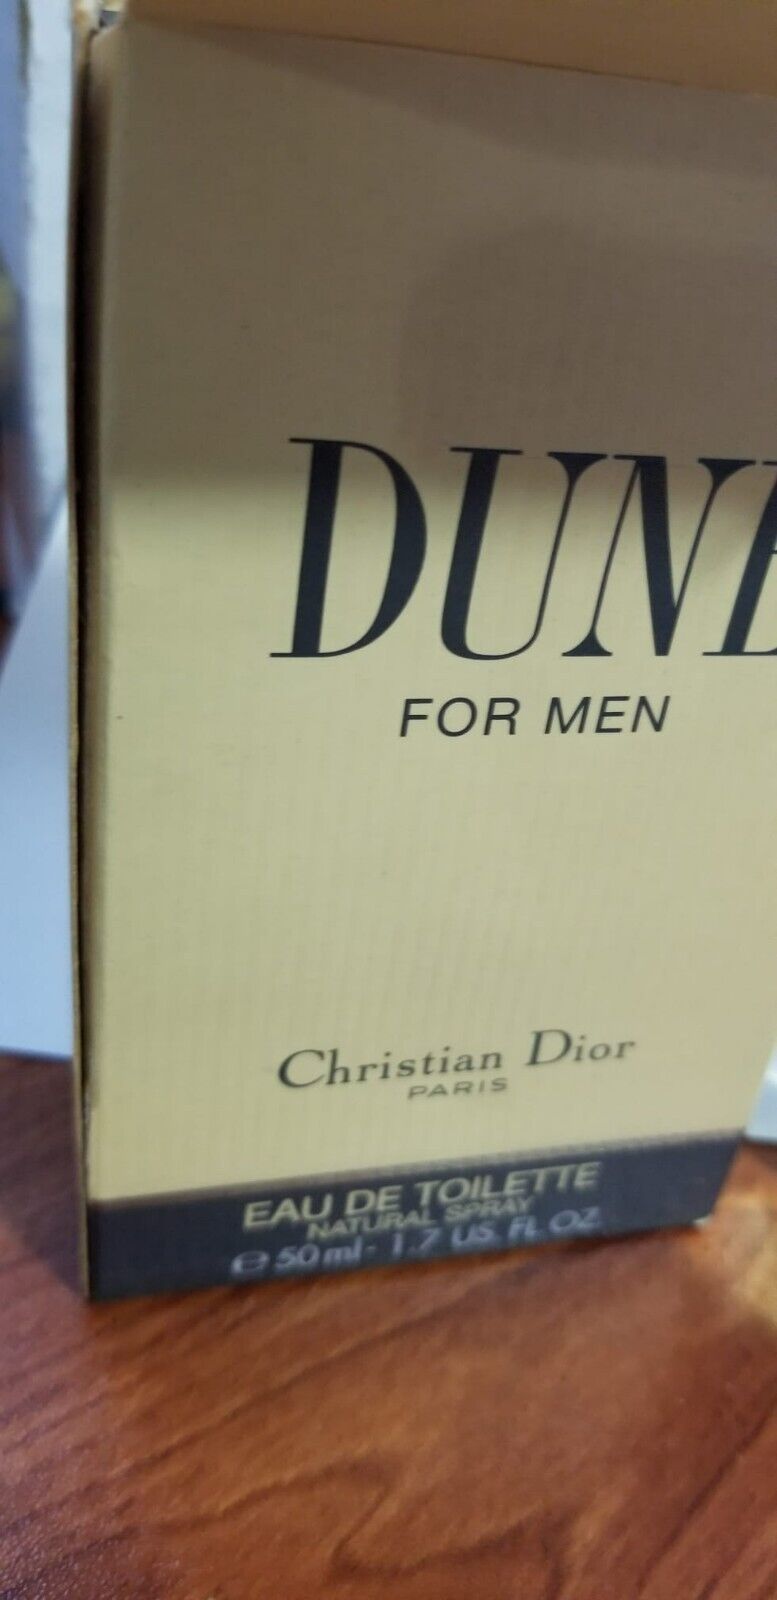 DUNE
FOR MEN
Christian Dior
PARIS
EAU DE TOILETTE
NATURAL SPRAY
℮ 50 ml - 1.7 US. FL. OZ.